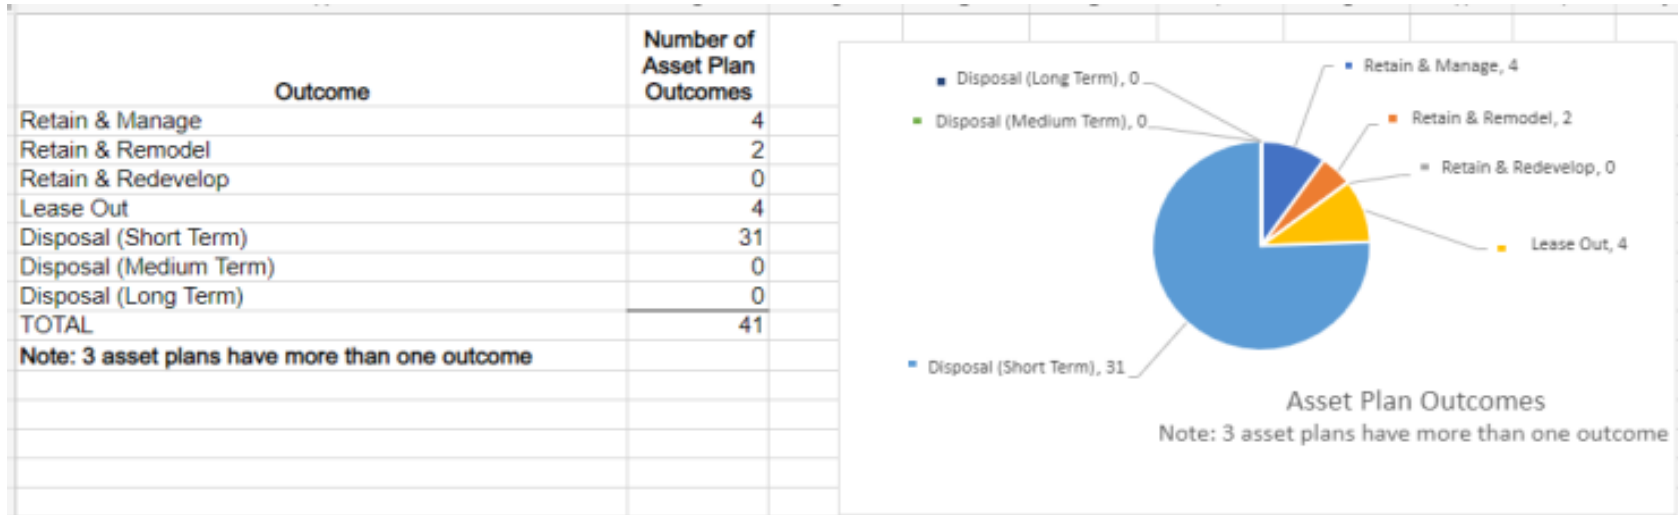 Outcome
Number of
Asset Plan
Outcomes
Retain & Manage 4
Retain & Remodel 2
Retain & Redevelop 0
Lease Out 4
Disposal (Short Term) 31
Disposal (Medium Term) 0
Disposal (Long Term) 0
TOTAL 41
Note: 3 asset plans have more than one outcome
Disposal (Long Term), 0
Retain & Manage, 4
Disposal (Medium Term), 0
Retain & Remodel, 2
Retain & Redevelop, 0
Lease Out, 4
Disposal (Short Term), 31
Asset Plan Outcomes
Note: 3 asset plans have more than one outcome